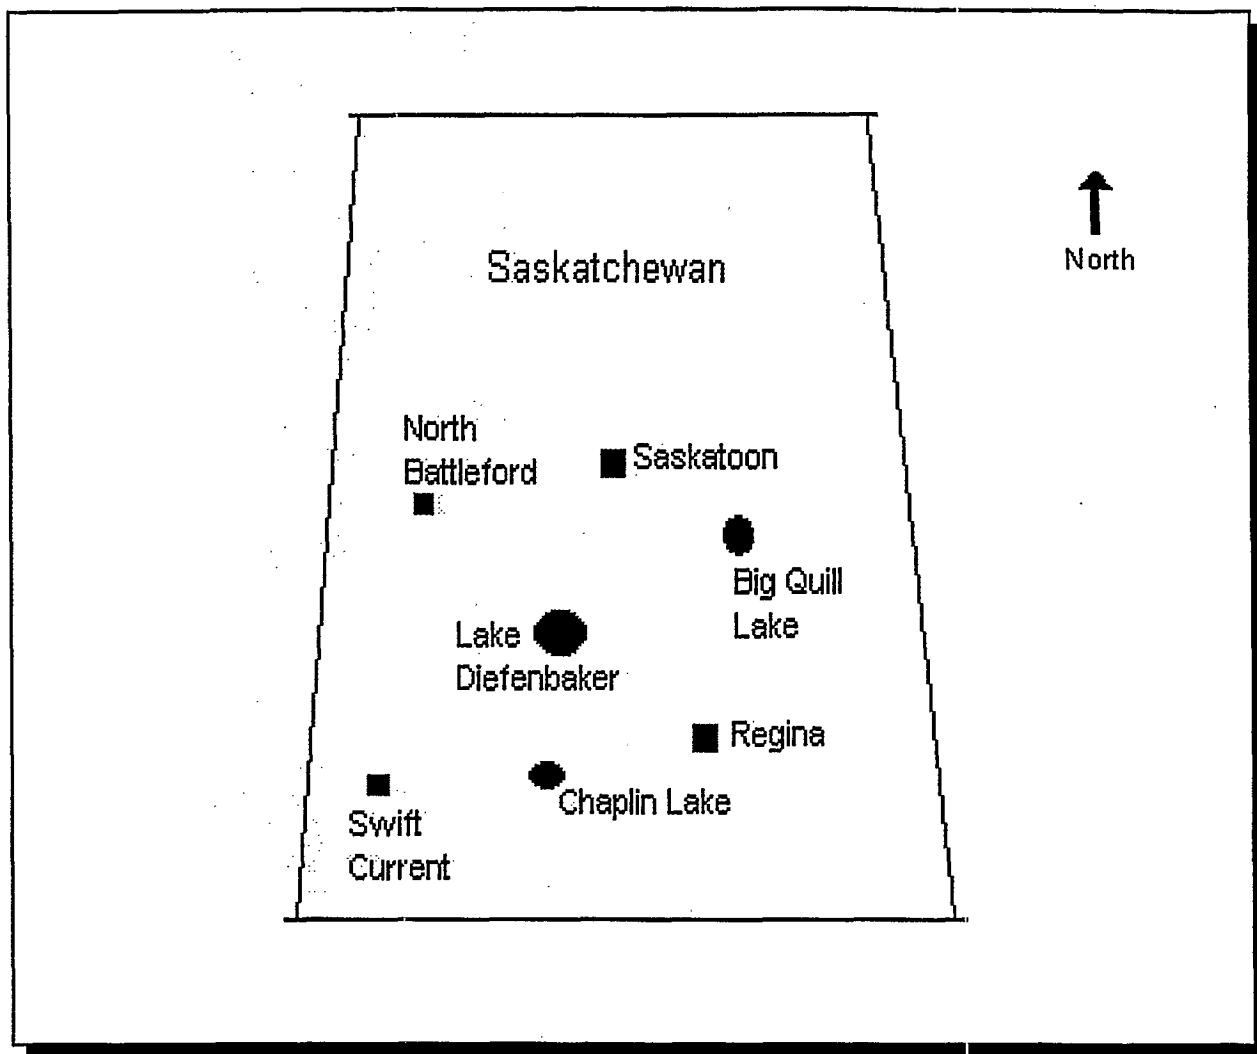 North
Saskatchewan
North
Battleford
Saskatoon
Big Quill
Lake
Lake
Diefenbaker
Regina
Chaplin Lake
Swift
Current